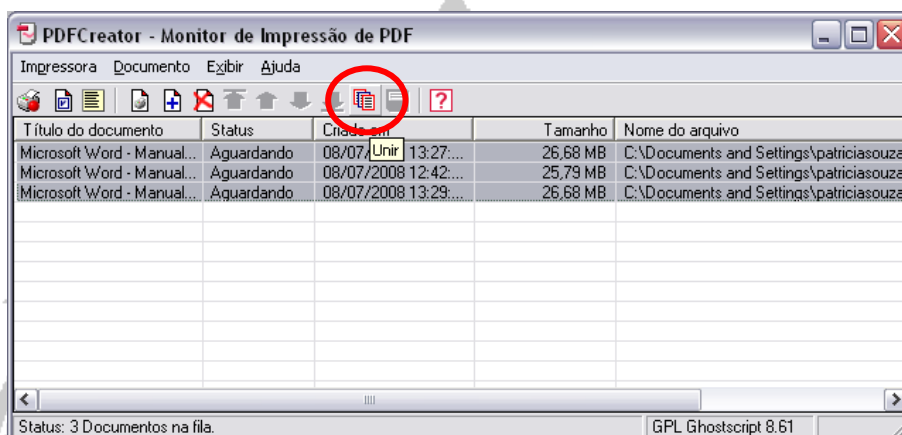 PDFCreator - Monitor de Impressão de PDF
Impressora Documento Exibir Ajuda
Título do documento Status Criado em Tamanho Nome do arquivo
Microsoft Word - Manual... Aguardando 08/07/ 13:27:... 26,68 MB C:\Documents and Settings\patriciasouza
Unir
Microsoft Word - Manual... Aguardando 08/07/2008 12:42:... 25,79 MB C:\Documents and Settings\patriciasouza
Microsoft Word - Manual... Aguardando 08/07/2008 13:29:... 26,68 MB C:\Documents and Settings\patriciasouza
Status: 3 Documentos na fila. GPL Ghostscript 8.61